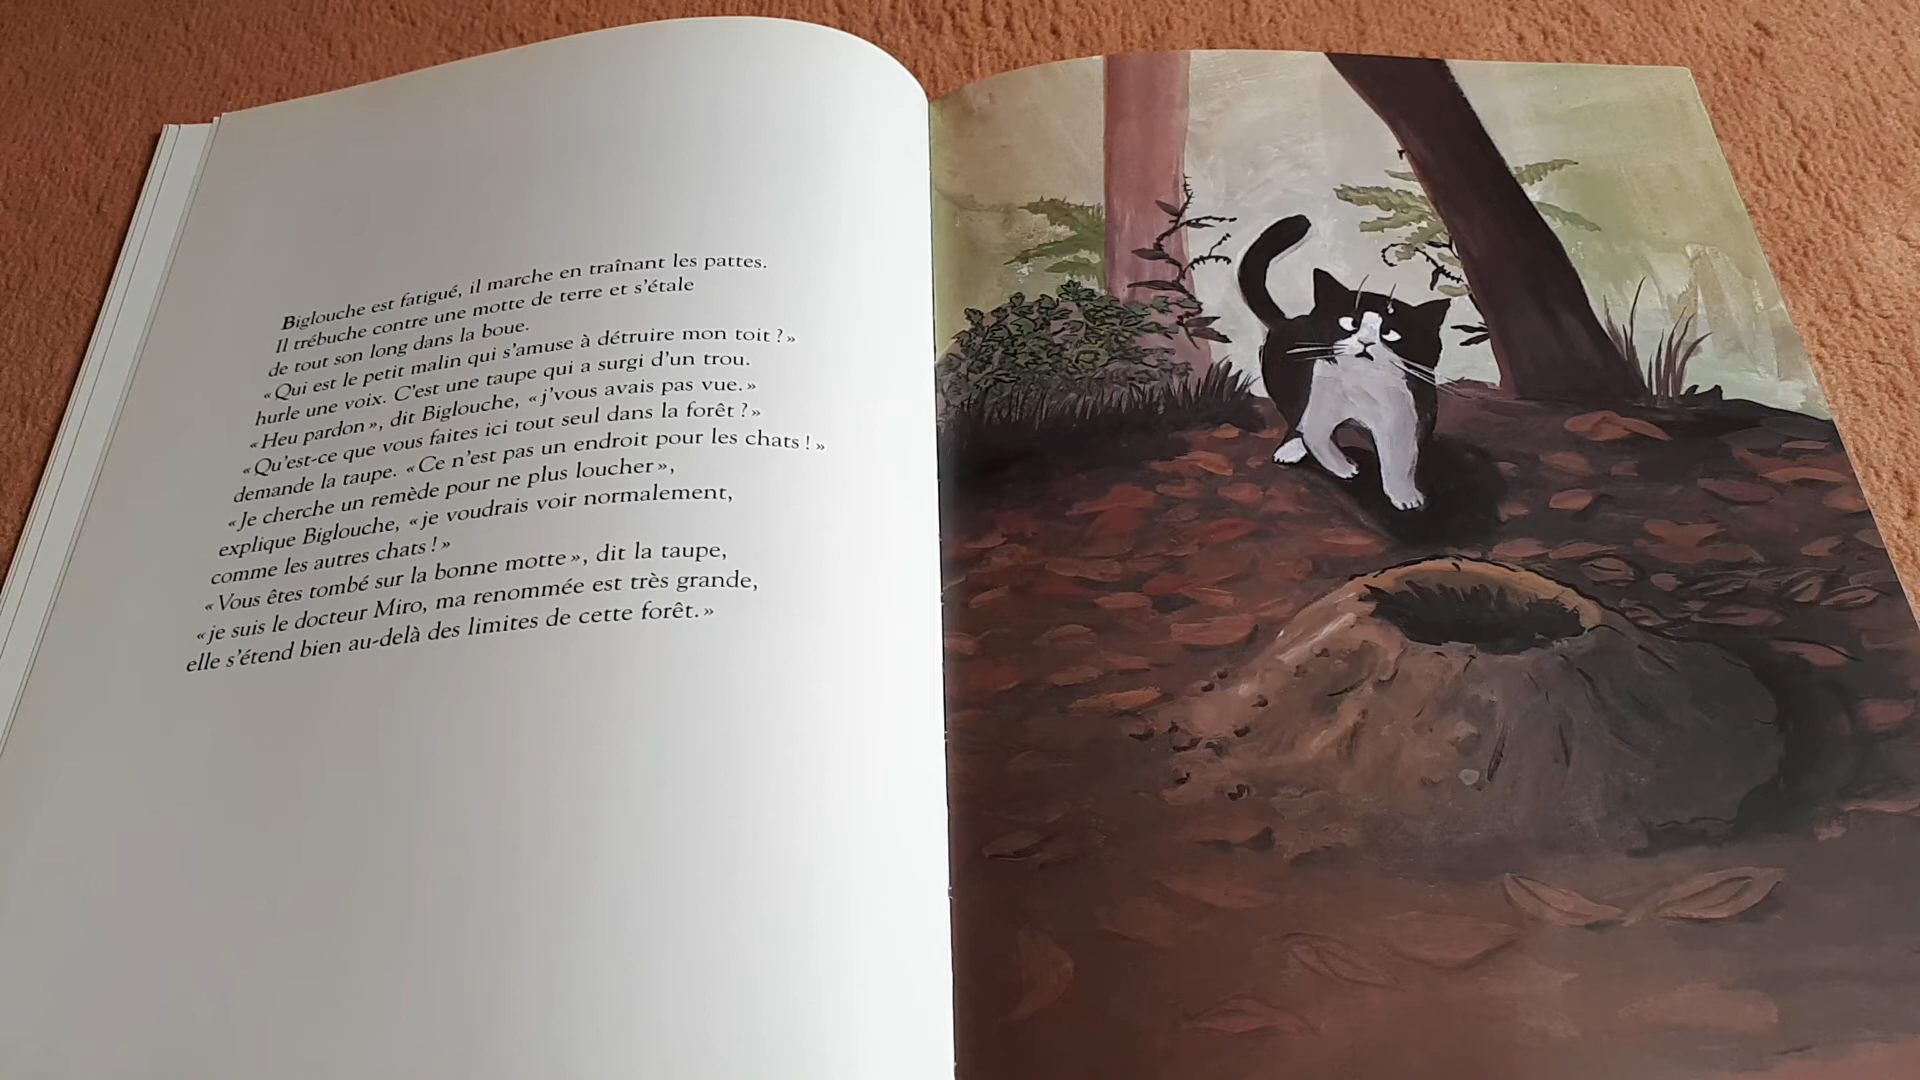 Biglouche est fatigué, il marche en traînant les pattes.
Il trébuche contre une motte de terre et s’étale
de tout son long dans la boue.
«Qui est le petit malin qui s’amuse à détruire mon toit ?»
hurle une voix. C’est une taupe qui a surgi d’un trou.
«Heu pardon», dit Biglouche, «j’vous avais pas vue.»
«Qu’est-ce que vous faites ici tout seul dans la forêt ?»
demande la taupe. «Ce n’est pas un endroit pour les chats !»
«Je cherche un remède pour ne plus loucher»,
explique Biglouche, «je voudrais voir normalement,
comme les autres chats !»
«Vous êtes tombé sur la bonne motte», dit la taupe,
«je suis le docteur Miro, ma renommée est très grande,
elle s’étend bien au-delà des limites de cette forêt.»